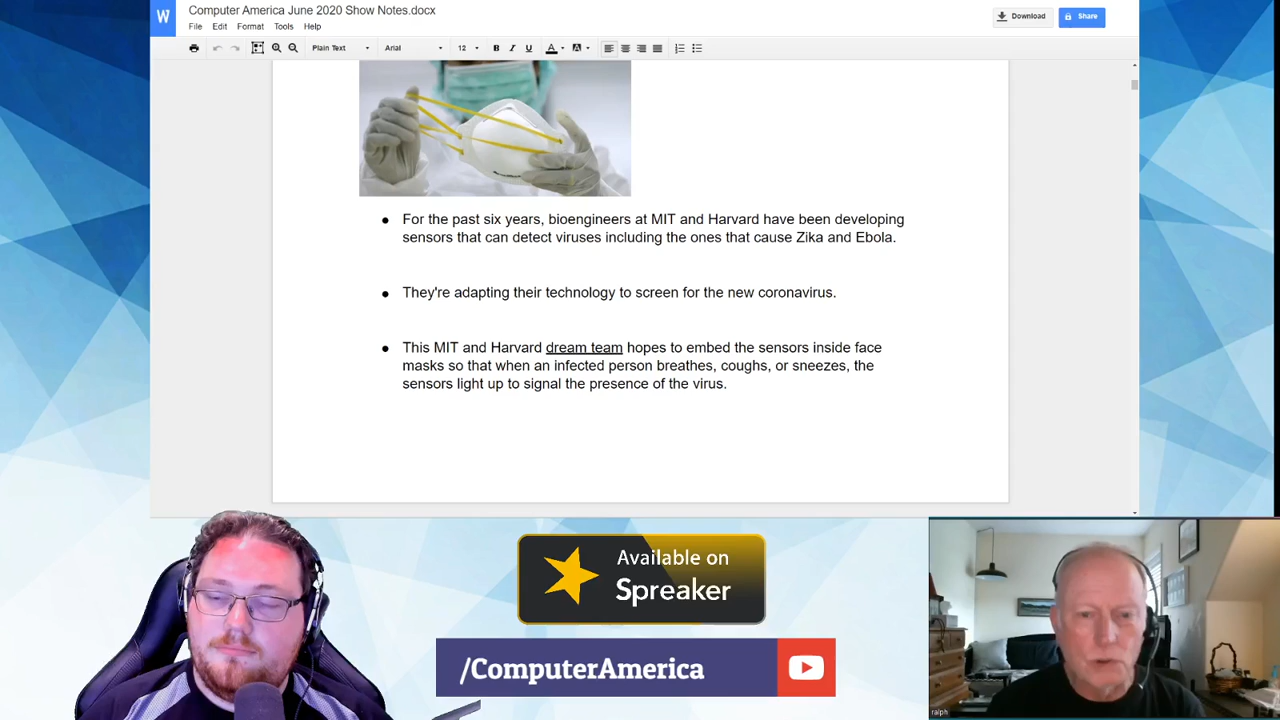 W
Computer America June 2020 Show Notes.docx
File Edit Format Tools Help
Download Share
Plain Text Arial 12 B I U A A
● For the past six years, bioengineers at MIT and Harvard have been developing
sensors that can detect viruses including the ones that cause Zika and Ebola.
● They're adapting their technology to screen for the new coronavirus.
● This MIT and Harvard dream team hopes to embed the sensors inside face
masks so that when an infected person breathes, coughs, or sneezes, the
sensors light up to signal the presence of the virus.
Available on
Spreaker
/ComputerAmerica
ralph